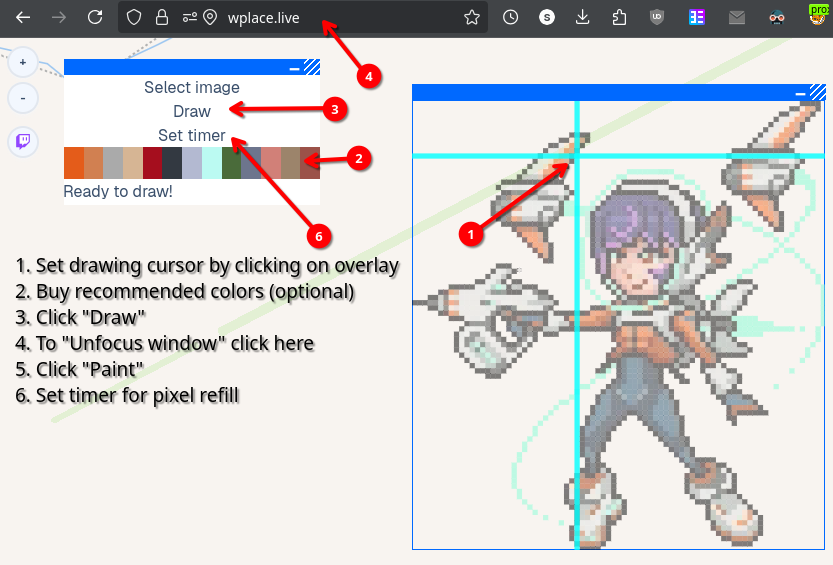 wplace.live
S
UD
pro
+
-
4
Select image
Draw
3
Set timer
2
Ready to draw!
6
1
1. Set drawing cursor by clicking on overlay
2. Buy recommended colors (optional)
3. Click "Draw"
4. To "Unfocus window" click here
5. Click "Paint"
6. Set timer for pixel refill